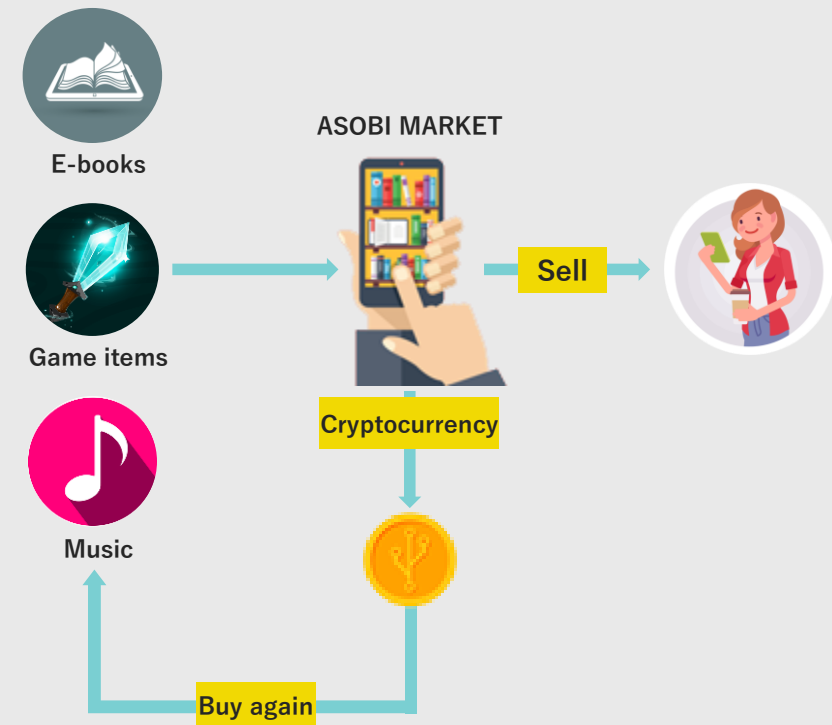 ASOBI MARKET
E-books
Sell
Game items
Cryptocurrency
Music
Buy again